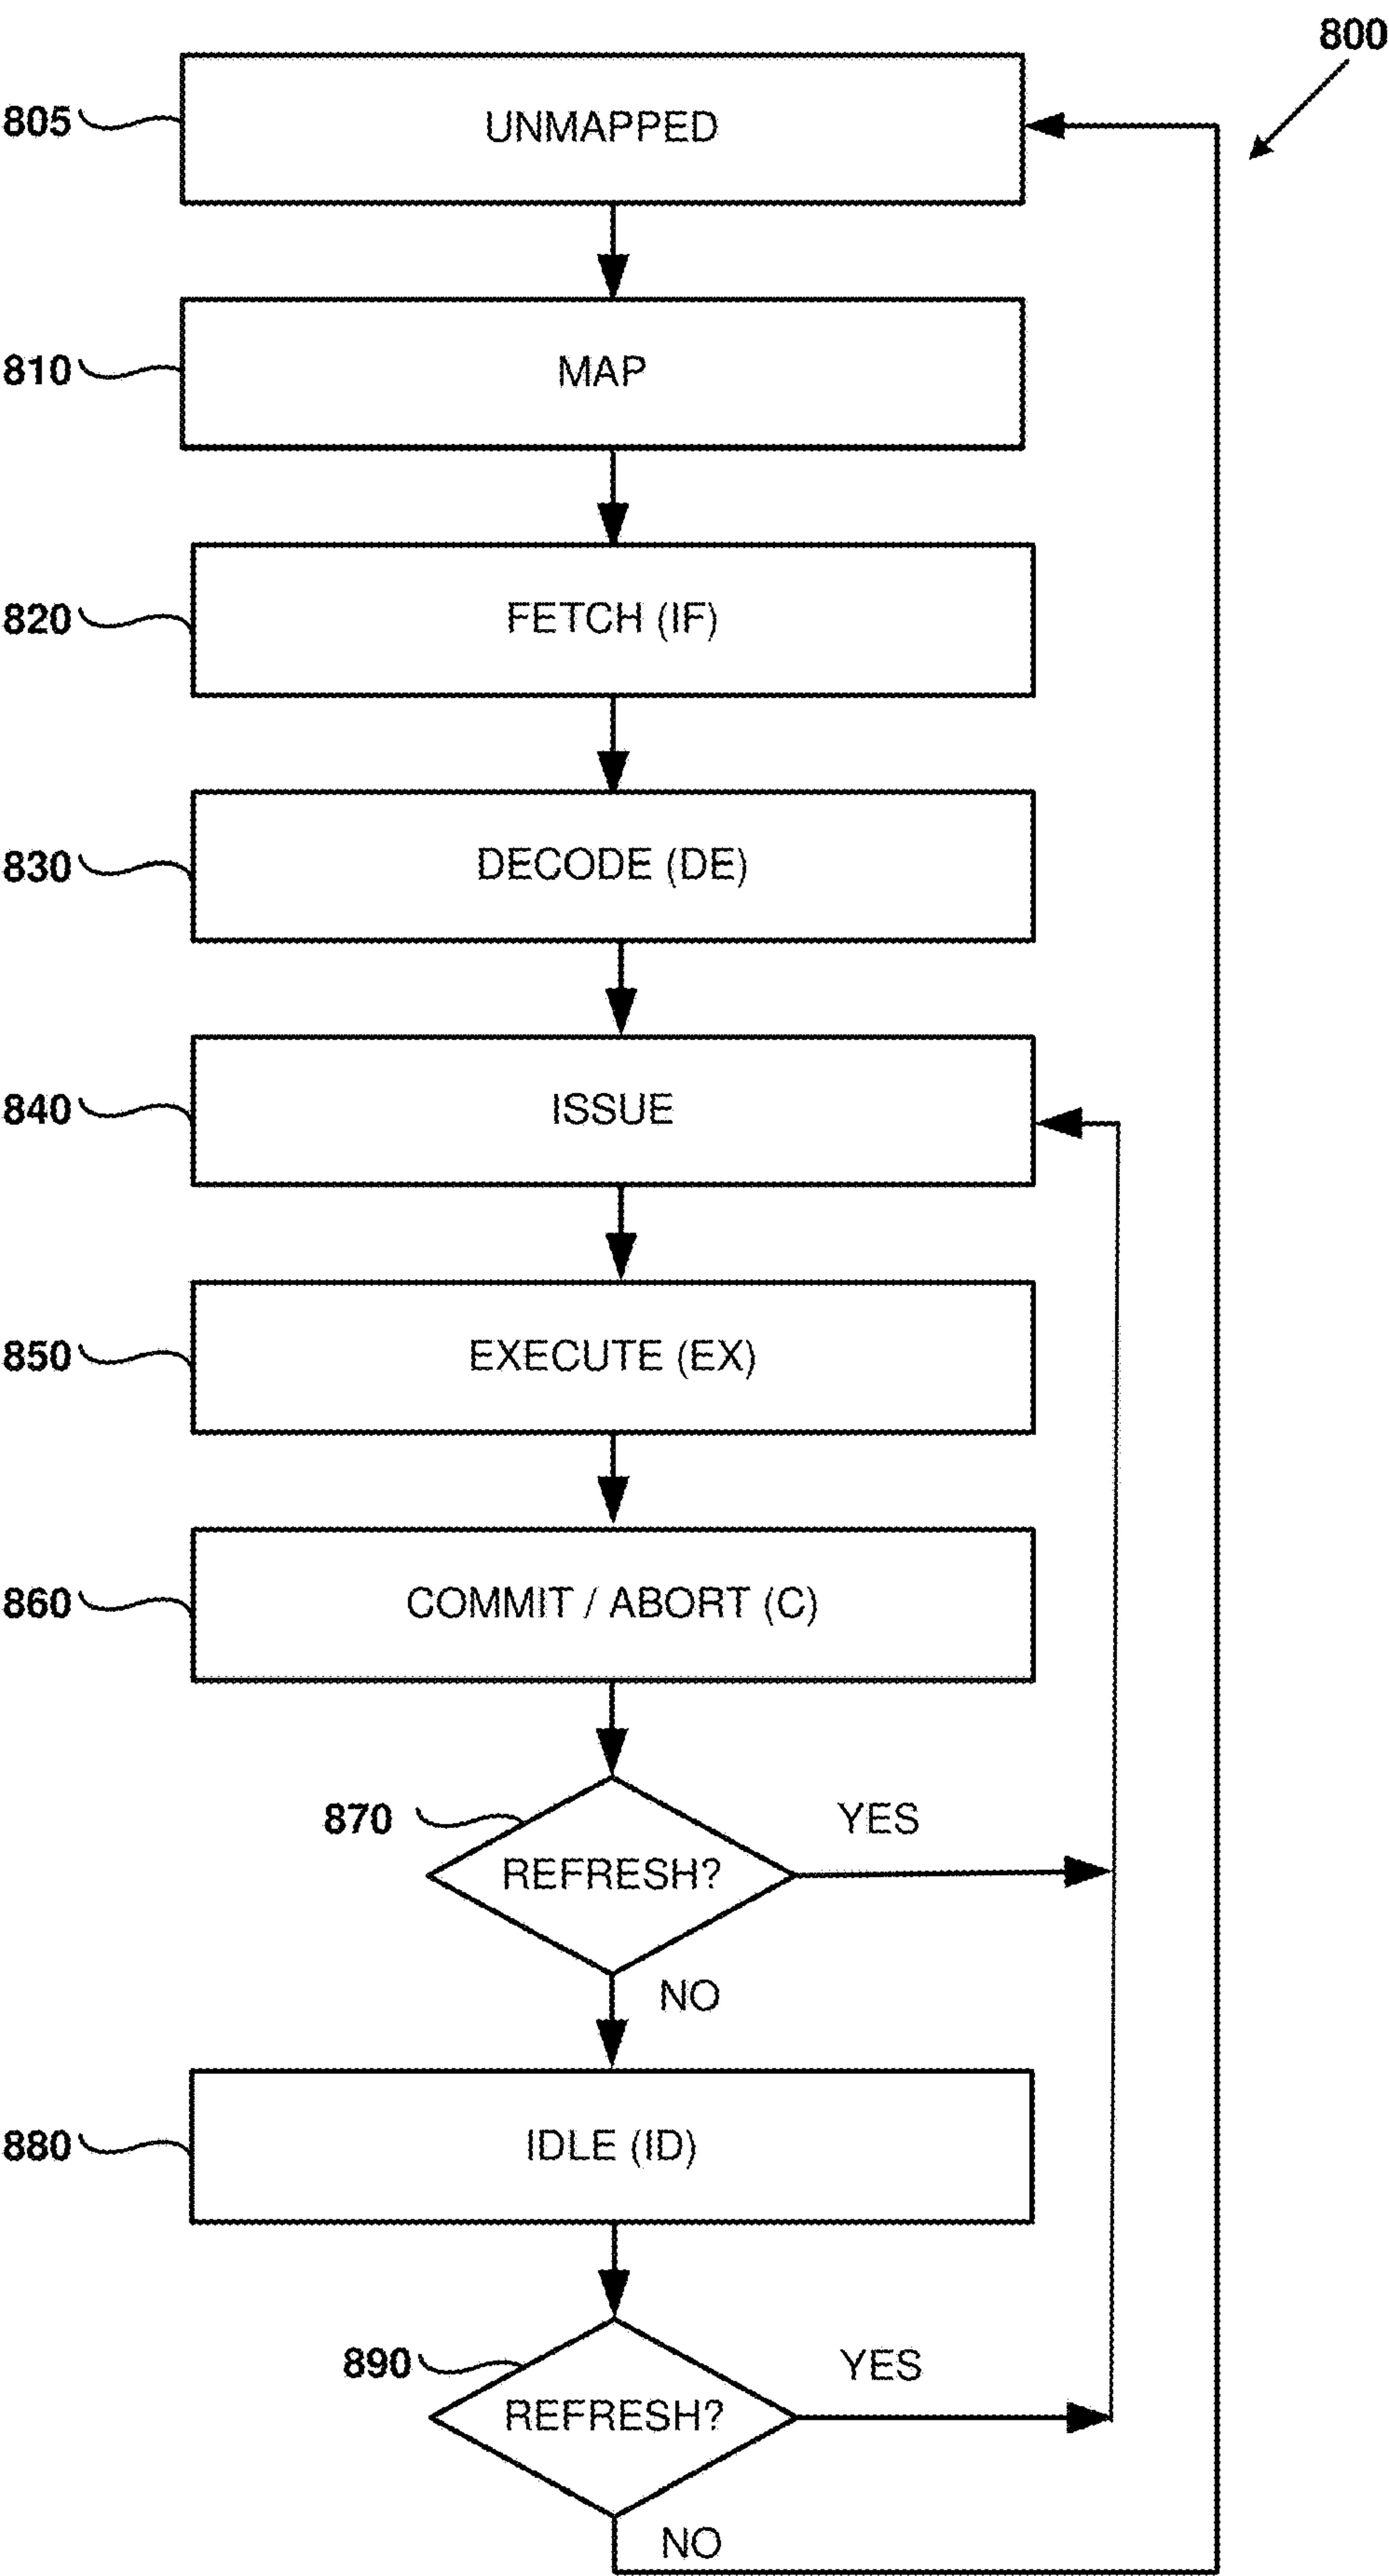 800
805
UNMAPPED
810
MAP
820
FETCH (IF)
830
DECODE (DE)
840
ISSUE
850
EXECUTE (EX)
860
COMMIT / ABORT (C)
870
YES
REFRESH?
NO
880
IDLE (ID)
890
YES
REFRESH?
NO